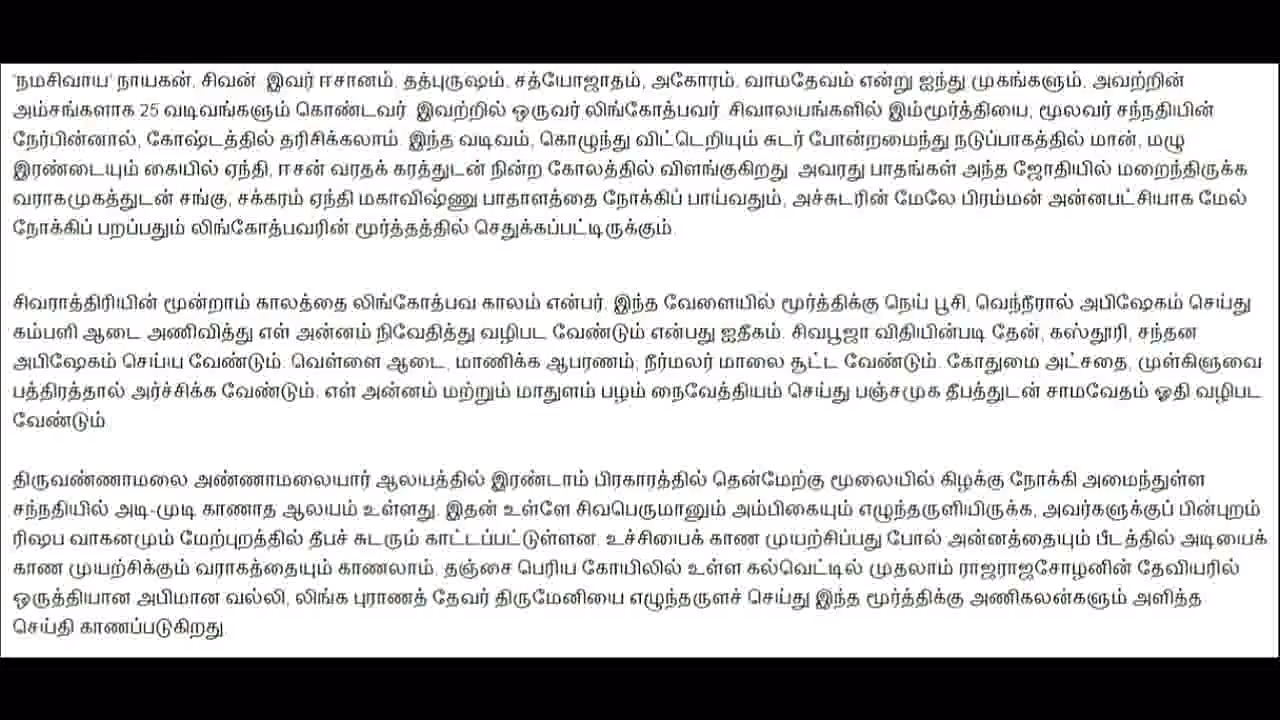 'நமசிவாய' நாயகன், சிவன் இவர் ஈசானம், தத்புருஷம், சத்யோஜாதம், அகோரம், வாமதேவம் என்று ஐந்து முகங்களும், அவற்றின்
அம்சங்களாக 25 வடிவங்களும் கொண்டவர் இவற்றில் ஒருவர் லிங்கோத்பவர் சிவாலயங்களில் இம்மூர்த்தியை, மூலவர் சந்நதியின்
நேர்பின்னால், கோஷ்டத்தில் தரிசிக்கலாம். இந்த வடிவம், கொழுந்து விட்டெறியும் சுடர் போன்றமைந்து நடுப்பாகத்தில் மான், மழு
இரண்டையும் கையில் ஏந்தி, ஈசன் வரதக் கரத்துடன் நின்ற கோலத்தில் விளங்குகிறது அவரது பாதங்கள் அந்த ஜோதியில் மறைந்திருக்க
வராகமுகத்துடன் சங்கு, சக்கரம் ஏந்தி மகாவிஷ்ணு பாதாளத்தை நோக்கிப் பாய்வதும், அச்சுடரின் மேலே பிரம்மன் அன்னபட்சியாக மேல்
நோக்கிப் பறப்பதும் லிங்கோத்பவரின் மூர்த்தத்தில் செதுக்கப்பட்டிருக்கும்.
சிவராத்திரியின் மூன்றாம் காலத்தை லிங்கோத்பவ காலம் என்பர். இந்த வேளையில் மூர்த்திக்கு நெய் பூசி, வெந்நீரால் அபிஷேகம் செய்து
கம்பளி ஆடை அணிவித்து எள் அன்னம் நிவேதித்து வழிபட வேண்டும் என்பது ஐதீகம். சிவபூஜா விதியின்படி தேன், கஸ்தூரி, சந்தன
அபிஷேகம் செய்ய வேண்டும். வெள்ளை ஆடை, மாணிக்க ஆபரணம்; நீர்மலர் மாலை சூட்ட வேண்டும். கோதுமை அட்சதை, முள்கிளுவை
பத்திரத்தால் அர்ச்சிக்க வேண்டும். எள் அன்னம் மற்றும் மாதுளம் பழம் நைவேத்தியம் செய்து பஞ்சமுக தீபத்துடன் சாமவேதம் ஓதி வழிபட
வேண்டும்.
திருவண்ணாமலை அண்ணாமலையார் ஆலயத்தில் இரண்டாம் பிரகாரத்தில் தென்மேற்கு மூலையில் கிழக்கு நோக்கி அமைந்துள்ள
சந்நதியில் அடி-முடி காணாத ஆலயம் உள்ளது. இதன் உள்ளே சிவபெருமானும் அம்பிகையும் எழுந்தருளியிருக்க, அவர்களுக்குப் பின்புறம்
ரிஷப வாகனமும் மேற்புறத்தில் தீபச் சுடரும் காட்டப்பட்டுள்ளன. உச்சியைக் காண முயற்சிப்பது போல் அன்னத்தையும் பீடத்தில் அடியைக்
காண முயற்சிக்கும் வராகத்தையும் காணலாம். தஞ்சை பெரிய கோயிலில் உள்ள கல்வெட்டில் முதலாம் ராஜராஜசோழனின் தேவியரில்
ஒருத்தியான அபிமான வல்லி, லிங்க புராணத் தேவர் திருமேனியை எழுந்தருளச் செய்து இந்த மூர்த்திக்கு அணிகலன்களும் அளித்த
செய்தி காணப்படுகிறது.